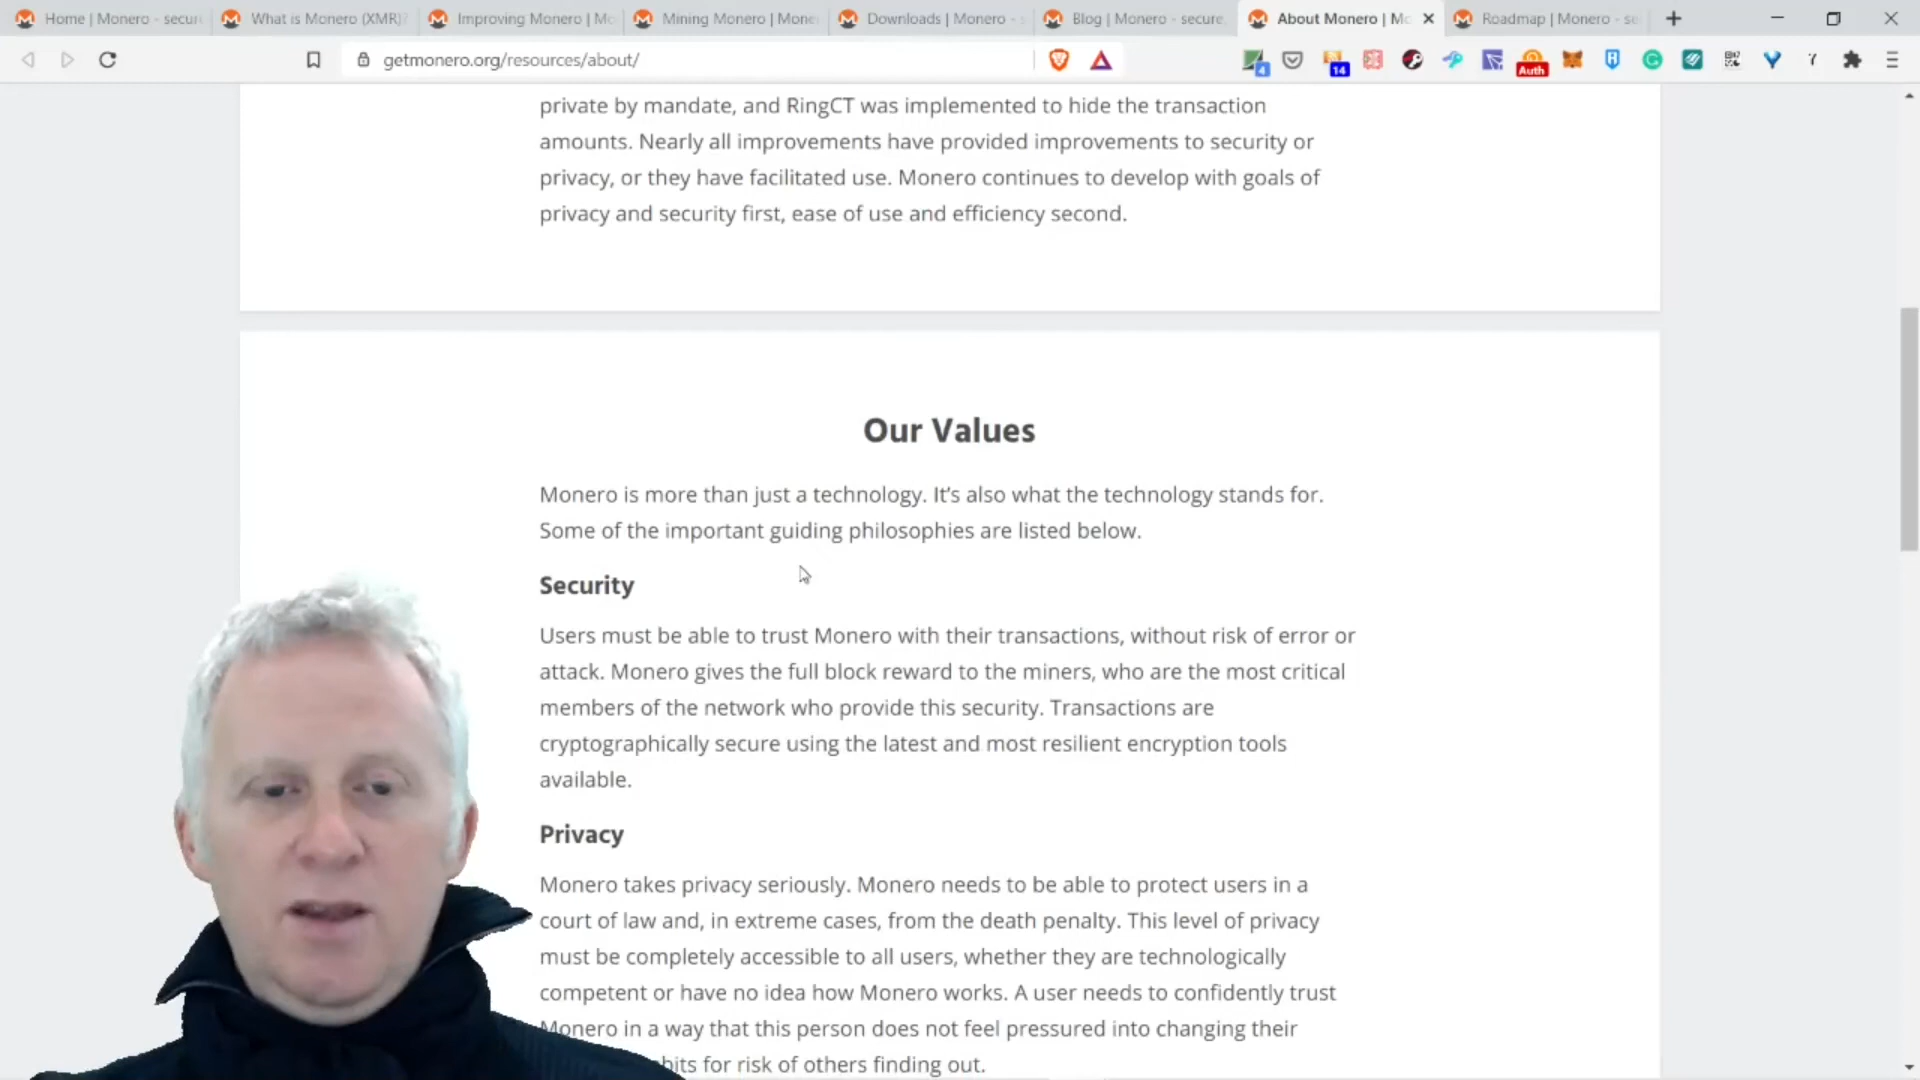 Home | Monero - secur
What is Monero (XMR)?
Improving Monero | Mo
Mining Monero | Mone
Downloads | Monero - s
Blog | Monero - secure,
About Monero | Mo
Roadmap | Monero - se
getmonero.org/resources/about/
4
14
Auth
private by mandate, and RingCT was implemented to hide the transaction
amounts. Nearly all improvements have provided improvements to security or
privacy, or they have facilitated use. Monero continues to develop with goals of
privacy and security first, ease of use and efficiency second.
Our Values
Monero is more than just a technology. It's also what the technology stands for.
Some of the important guiding philosophies are listed below.
Security
Users must be able to trust Monero with their transactions, without risk of error or
attack. Monero gives the full block reward to the miners, who are the most critical
members of the network who provide this security. Transactions are
cryptographically secure using the latest and most resilient encryption tools
available.
Privacy
Monero takes privacy seriously. Monero needs to be able to protect users in a
court of law and, in extreme cases, from the death penalty. This level of privacy
must be completely accessible to all users, whether they are technologically
competent or have no idea how Monero works. A user needs to confidently trust
Monero in a way that this person does not feel pressured into changing their
for risk of others finding out.